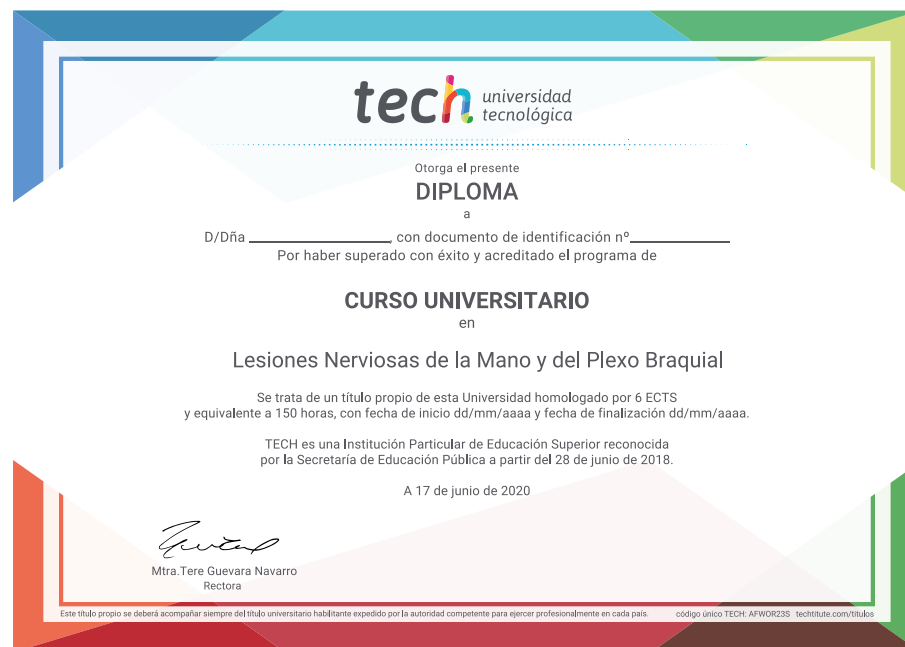 tech universidad
tecnológica
Otorga el presente
DIPLOMA
a
D/Dña ____________________, con documento de identificación nº______________
Por haber superado con éxito y acreditado el programa de
CURSO UNIVERSITARIO
en
Lesiones Nerviosas de la Mano y del Plexo Braquial
Se trata de un título propio de esta Universidad homologado por 6 ECTS
y equivalente a 150 horas, con fecha de inicio dd/mm/aaaa y fecha de finalización dd/mm/aaaa.
TECH es una Institución Particular de Educación Superior reconocida
por la Secretaría de Educación Pública a partir del 28 de junio de 2018.
A 17 de junio de 2020
Mtra.Tere Guevara Navarro
Rectora
Este título propio se deberá acompañar siempre del título universitario habilitante expedido por la autoridad competente para ejercer profesionalmente en cada país. código único TECH: AFWOR23S techtitute.com/titulos